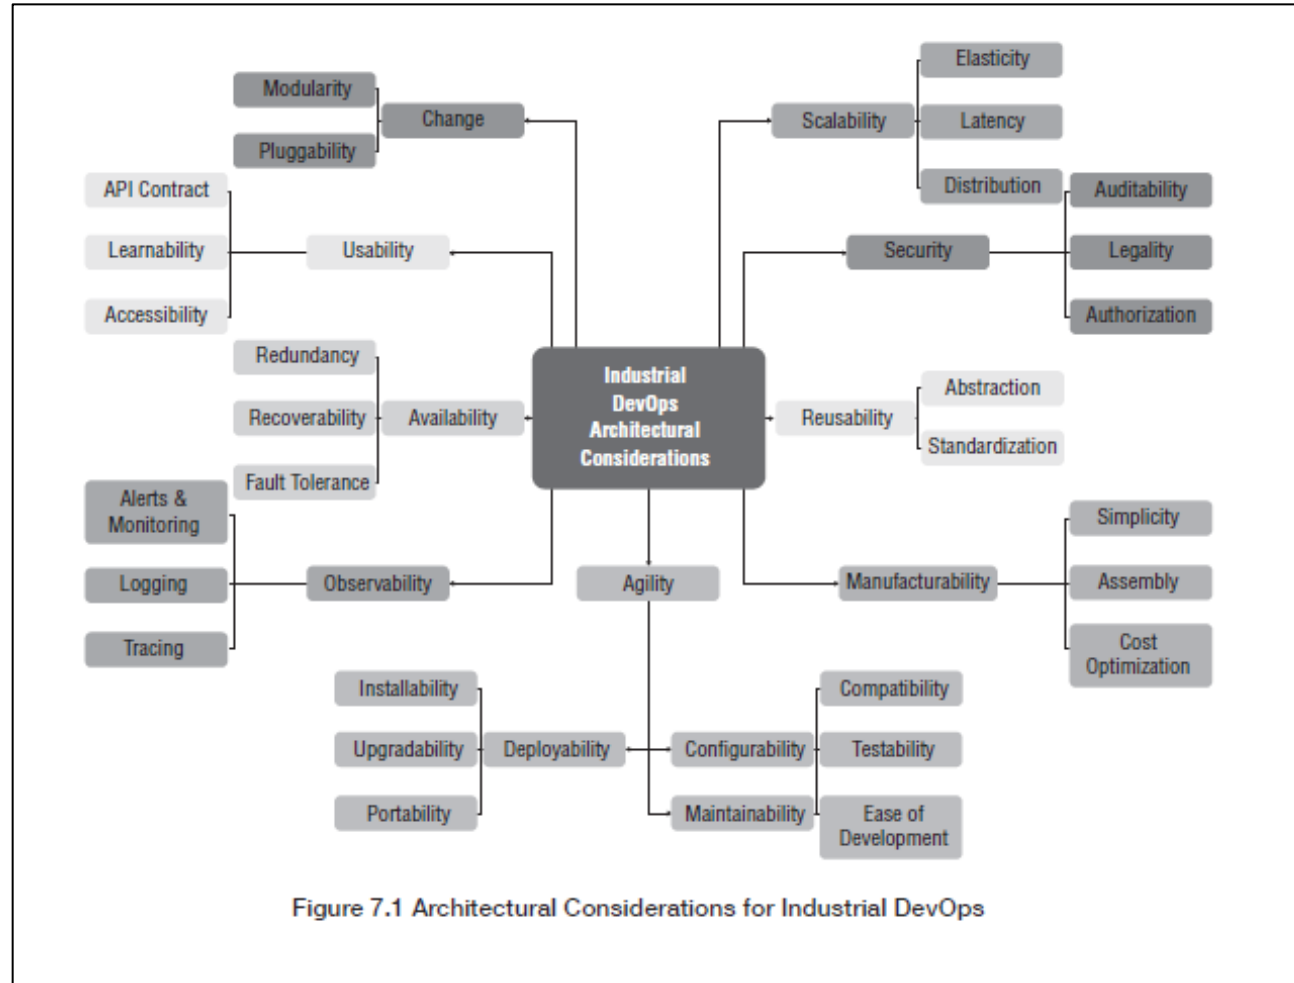 Modularity
Pluggability
Change
API Contract
Learnability
Accessibility
Usability
Redundancy
Recoverability
Fault Tolerance
Availability
Alerts &
Monitoring
Logging
Tracing
Observability
Industrial
DevOps
Architectural
Considerations
Scalability
Elasticity
Latency
Distribution
Security
Auditability
Legality
Authorization
Reusability
Abstraction
Standardization
Manufacturability
Simplicity
Assembly
Cost
Optimization
Agility
Installability
Upgradability
Portability
Deployability
Configurability
Maintainability
Compatibility
Testability
Ease of
Development
Figure 7.1 Architectural Considerations for Industrial DevOps